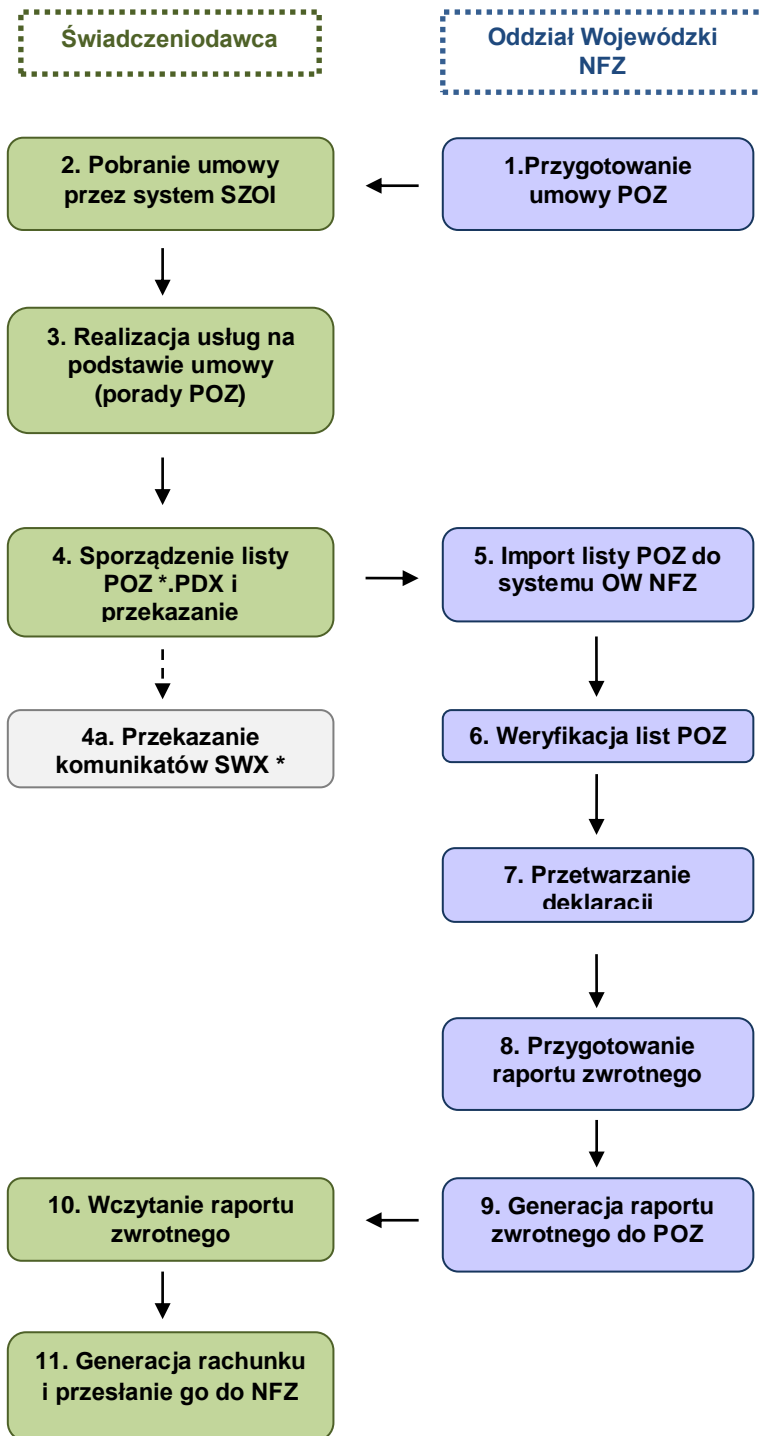 Świadczeniodawca
Oddział Wojewódzki
NFZ
2. Pobranie umowy
przez system SZOI
1.Przygotowanie
umowy POZ
3. Realizacja usług na
podstawie umowy
(porady POZ)
4. Sporządzenie listy
POZ *.PDX i
przekazanie
5. Import listy POZ do
systemu OW NFZ
4a. Przekazanie
komunikatów SWX *
6. Weryfikacja list POZ
7. Przetwarzanie
deklaracji
8. Przygotowanie
raportu zwrotnego
10. Wczytanie raportu
zwrotnego
9. Generacja raportu
zwrotnego do POZ
11. Generacja rachunku
i przesłanie go do NFZ